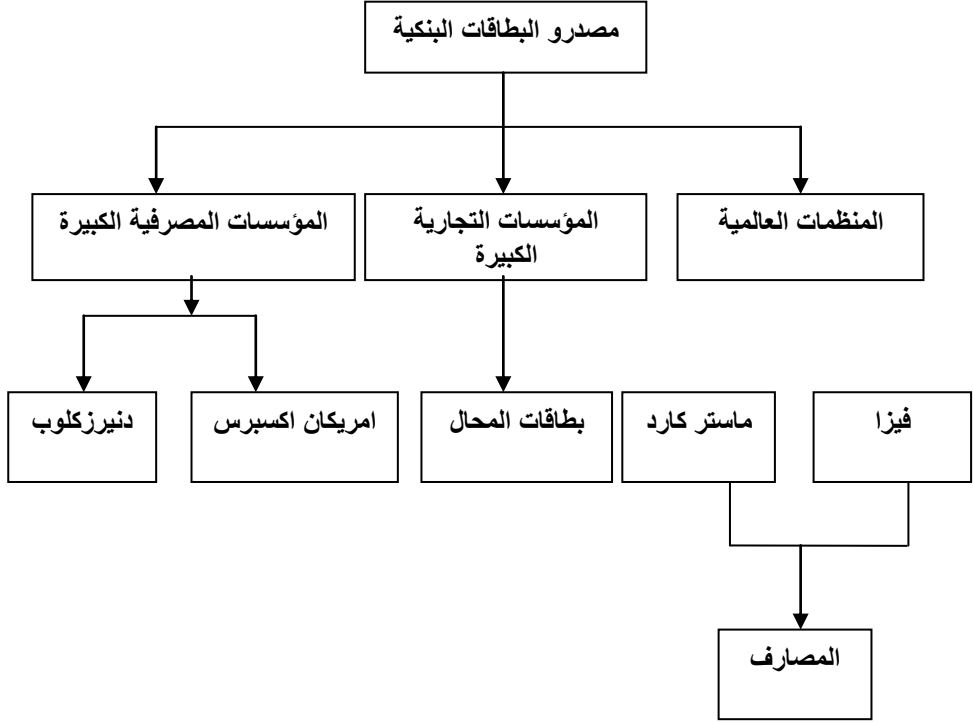 مصدرو البطاقات البنكية
المنظمات العالمية
المؤسسات التجارية
الكبيرة
المؤسسات المصرفية الكبيرة
فيزا
ماستر كارد
بطاقات المحال
امريكان اكسبرس
دنيرزكلوب
المصارف